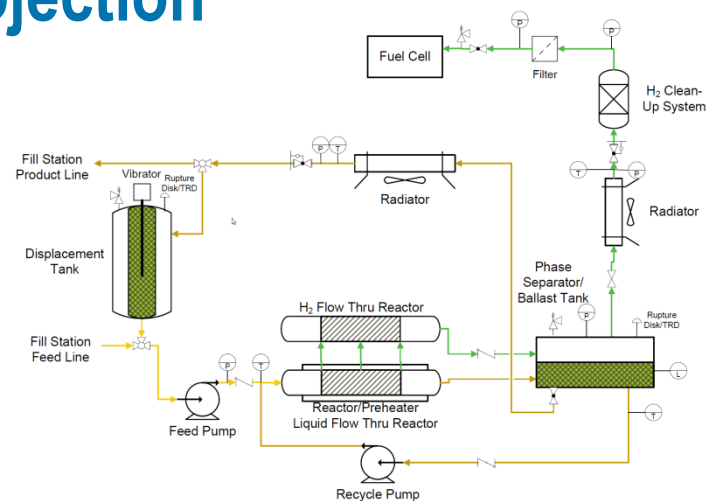 P
P
Fuel Cell
Filter
H₂ Clean-
Up System
Fill Station
Product Line
Vibrator
Rupture
Disk/TRD
P
T
Radiator
T
P
Radiator
Displacement
Tank
Phase
Separator/
Ballast Tank
H₂ Flow Thru Reactor
P
Rupture
Disk/TRD
Fill Station
Feed Line
P
T
L
Reactor/Preheater
Liquid Flow Thru Reactor
T
Feed Pump
Recycle Pump